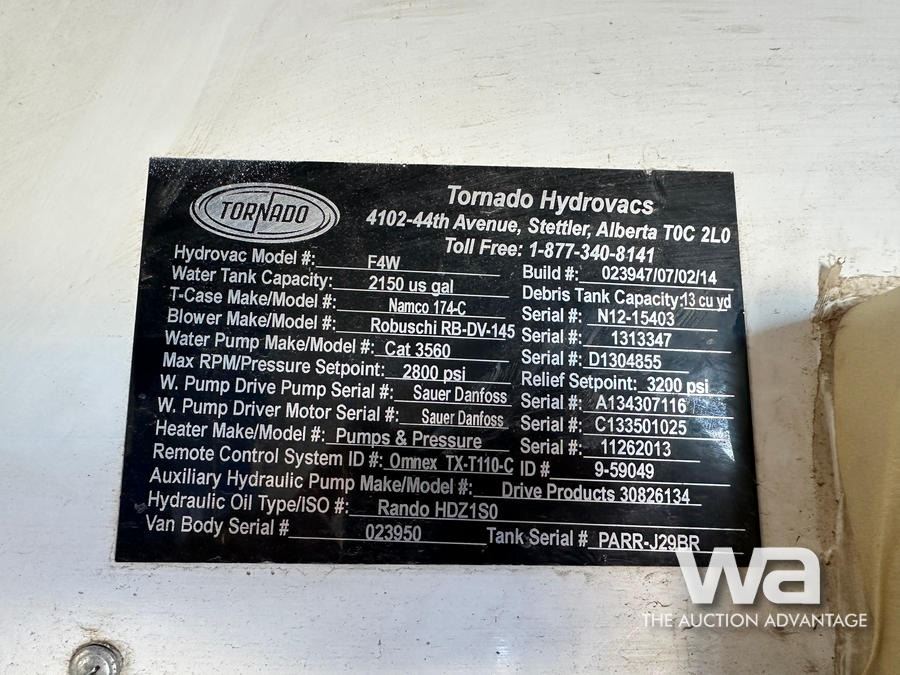 TORNADO
Tornado Hydrovacs
4102-44th Avenue, Stettler, Alberta T0C 2L0
Toll Free: 1-877-340-8141
Hydrovac Model #: F4W Build #: 023947/07/02/14
Water Tank Capacity: 2150 us gal Debris Tank Capacity: 13 cu yd
T-Case Make/Model #: Namco 174-C Serial #: N12-15403
Blower Make/Model #: Robuschi RB-DV-145 Serial #: 1313347
Water Pump Make/Model #: Cat 3560 Serial #: D1304855
Max RPM/Pressure Setpoint: 2800 psi Relief Setpoint: 3200 psi
W. Pump Drive Pump Serial #: Sauer Danfoss Serial #: A134307116
W. Pump Driver Motor Serial #: Sauer Danfoss Serial #: C133501025
Heater Make/Model #: Pumps & Pressure Serial #: 11262013
Remote Control System ID #: Omnex TX-T110-C ID # 9-59049
Auxiliary Hydraulic Pump Make/Model #: Drive Products 30826134
Hydraulic Oil Type/ISO #: Rando HDZ1S0
Van Body Serial # 023950 Tank Serial # PARR-J29BR
wa
THE AUCTION ADVANTAGE